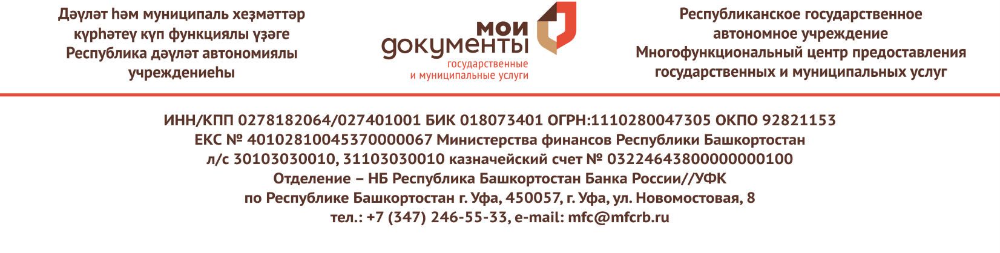 Дәүләт һәм муниципаль хеҙмәттәр
күрһәтеү күп функциялы үҙәге
Республика дәүләт автономиялы
учреждениеһы
мои
документы
государственные
и муниципальные услуги
Республиканское государственное
автономное учреждение
Многофункциональный центр предоставления
государственных и муниципальных услуг
ИНН/КПП 0278182064/027401001 БИК 018073401 ОГРН:1110280047305 ОКПО 92821153
ЕКС № 40102810045370000067 Министерства финансов Республики Башкортостан
л/с 30103030010, 31103030010 казначейский счет № 03224643800000000100
Отделение – НБ Республика Башкортостан Банка России//УФК
по Республике Башкортостан г. Уфа, 450057, г. Уфа, ул. Новомостовая, 8
тел.: +7 (347) 246-55-33, e-mail: mfc@mfcrb.ru